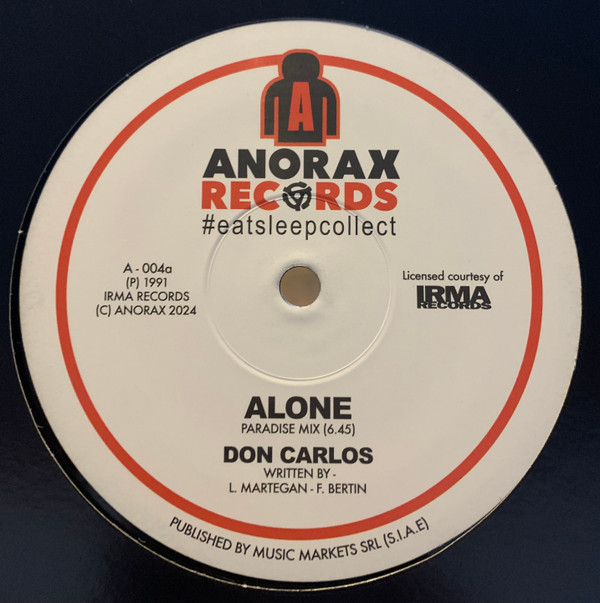 A
ANORAX
RECORDS
#eatsleepcollect
A - 004a
(P) 1991
IRMA RECORDS
(C) ANORAX 2024
Licensed courtesy of
IRMA
RECORDS
ALONE
PARADISE MIX (6.45)
DON CARLOS
WRITTEN BY -
L. MARTEGAN - F. BERTIN
PUBLISHED BY MUSIC MARKETS SRL (S.I.A.E)